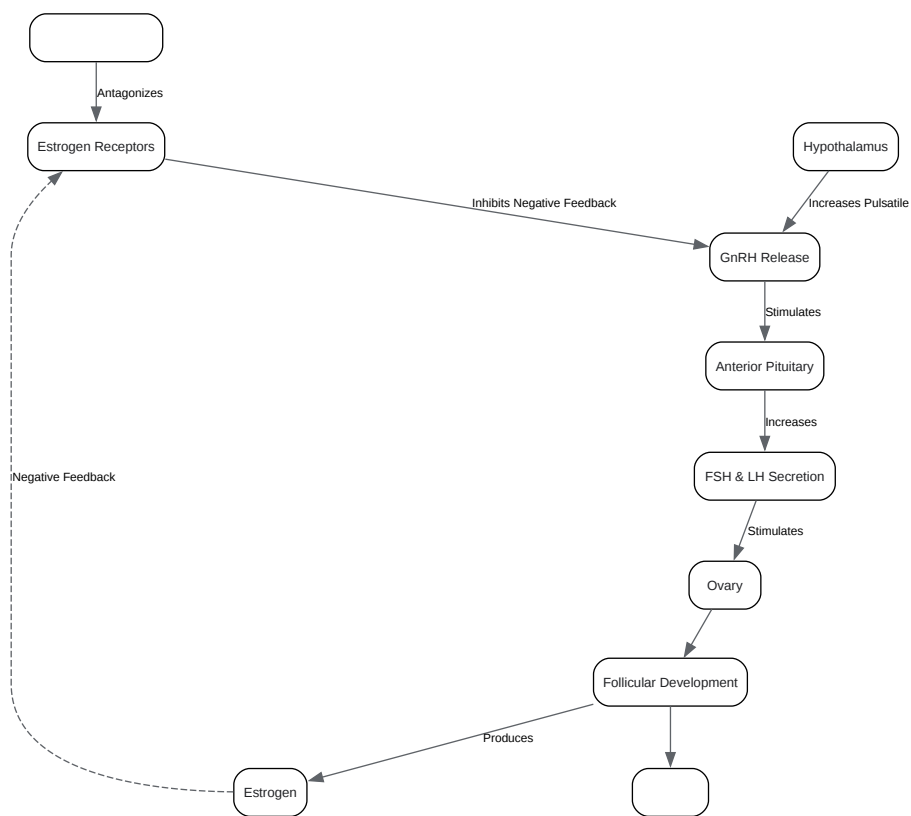 Antagonizes
Estrogen Receptors
Hypothalamus
Inhibits Negative Feedback
Increases Pulsatile
GnRH Release
Stimulates
Anterior Pituitary
Increases
Negative Feedback
FSH & LH Secretion
Stimulates
Ovary
Follicular Development
Produces
Estrogen